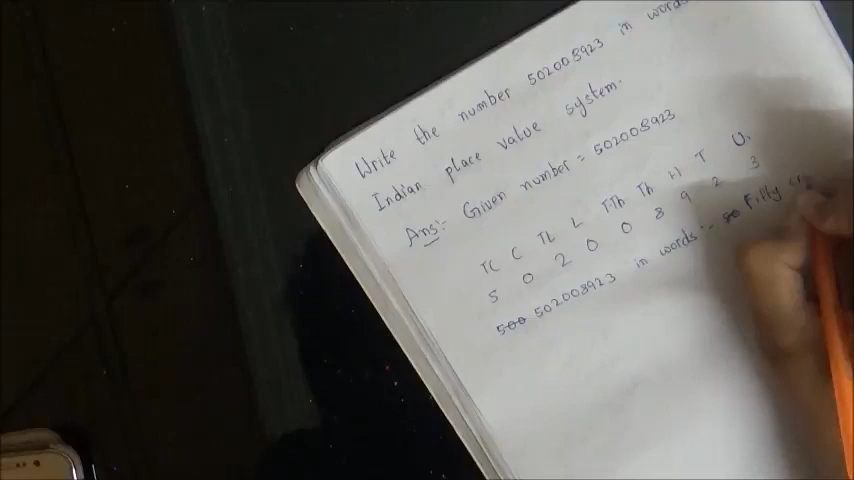 Write the number 502008923 in words
Indian place value system.
Ans:- Given number = 502008923
TC C TL L TTh Th H T U.
5 0 2 0 0 8 9 2 3
500 502008923 in words:- Fifty